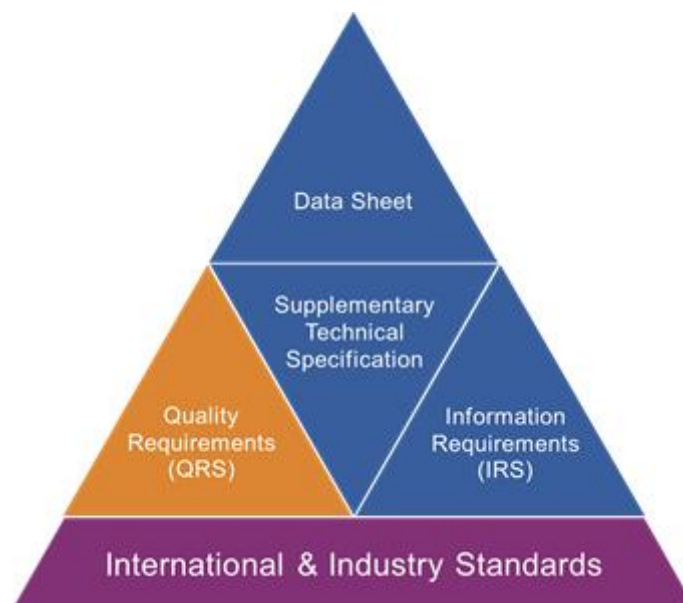 Data Sheet
Supplementary
Technical
Specification
Quality
Requirements
(QRS)
Information
Requirements
(IRS)
International & Industry Standards